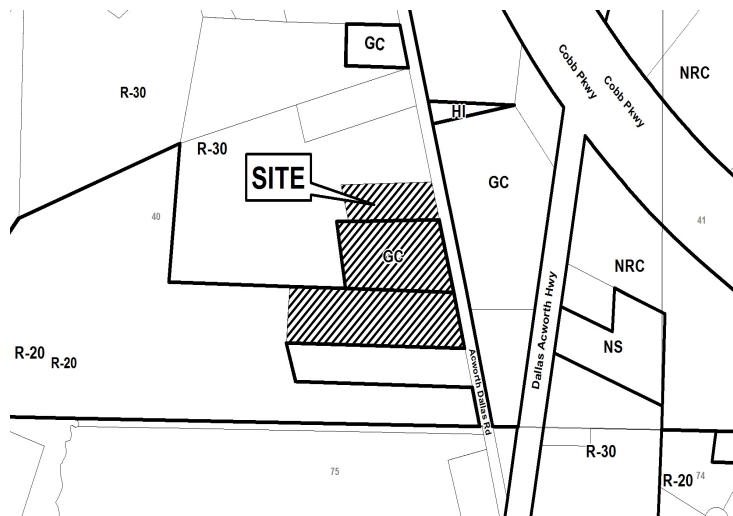 GC
Cobb Pkwy
Cobb Pkwy
NRC
R-30
HI
R-30
SITE
GC
40
41
GC
NRC
Dallas Acworth Hwy
NS
R-20
R-20
Acworth Dallas Rd
R-30
75
R-20
74